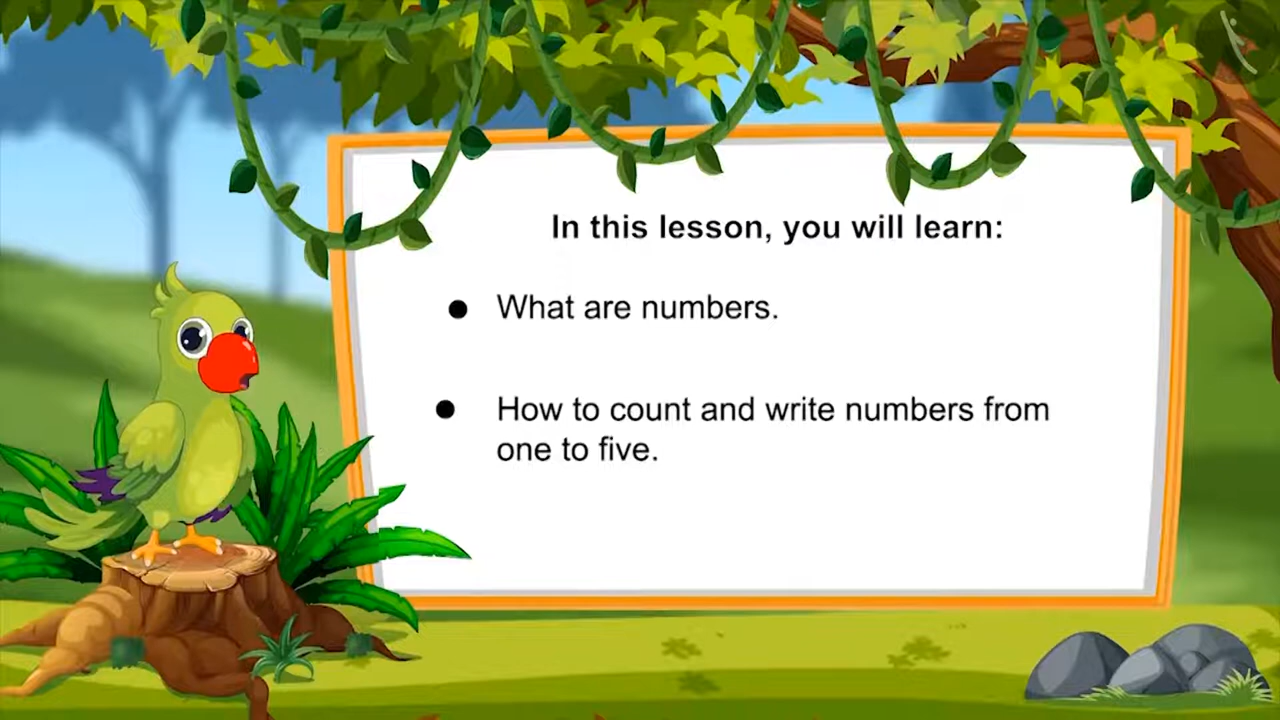 In this lesson, you will learn:
● What are numbers.
● How to count and write numbers from
one to five.